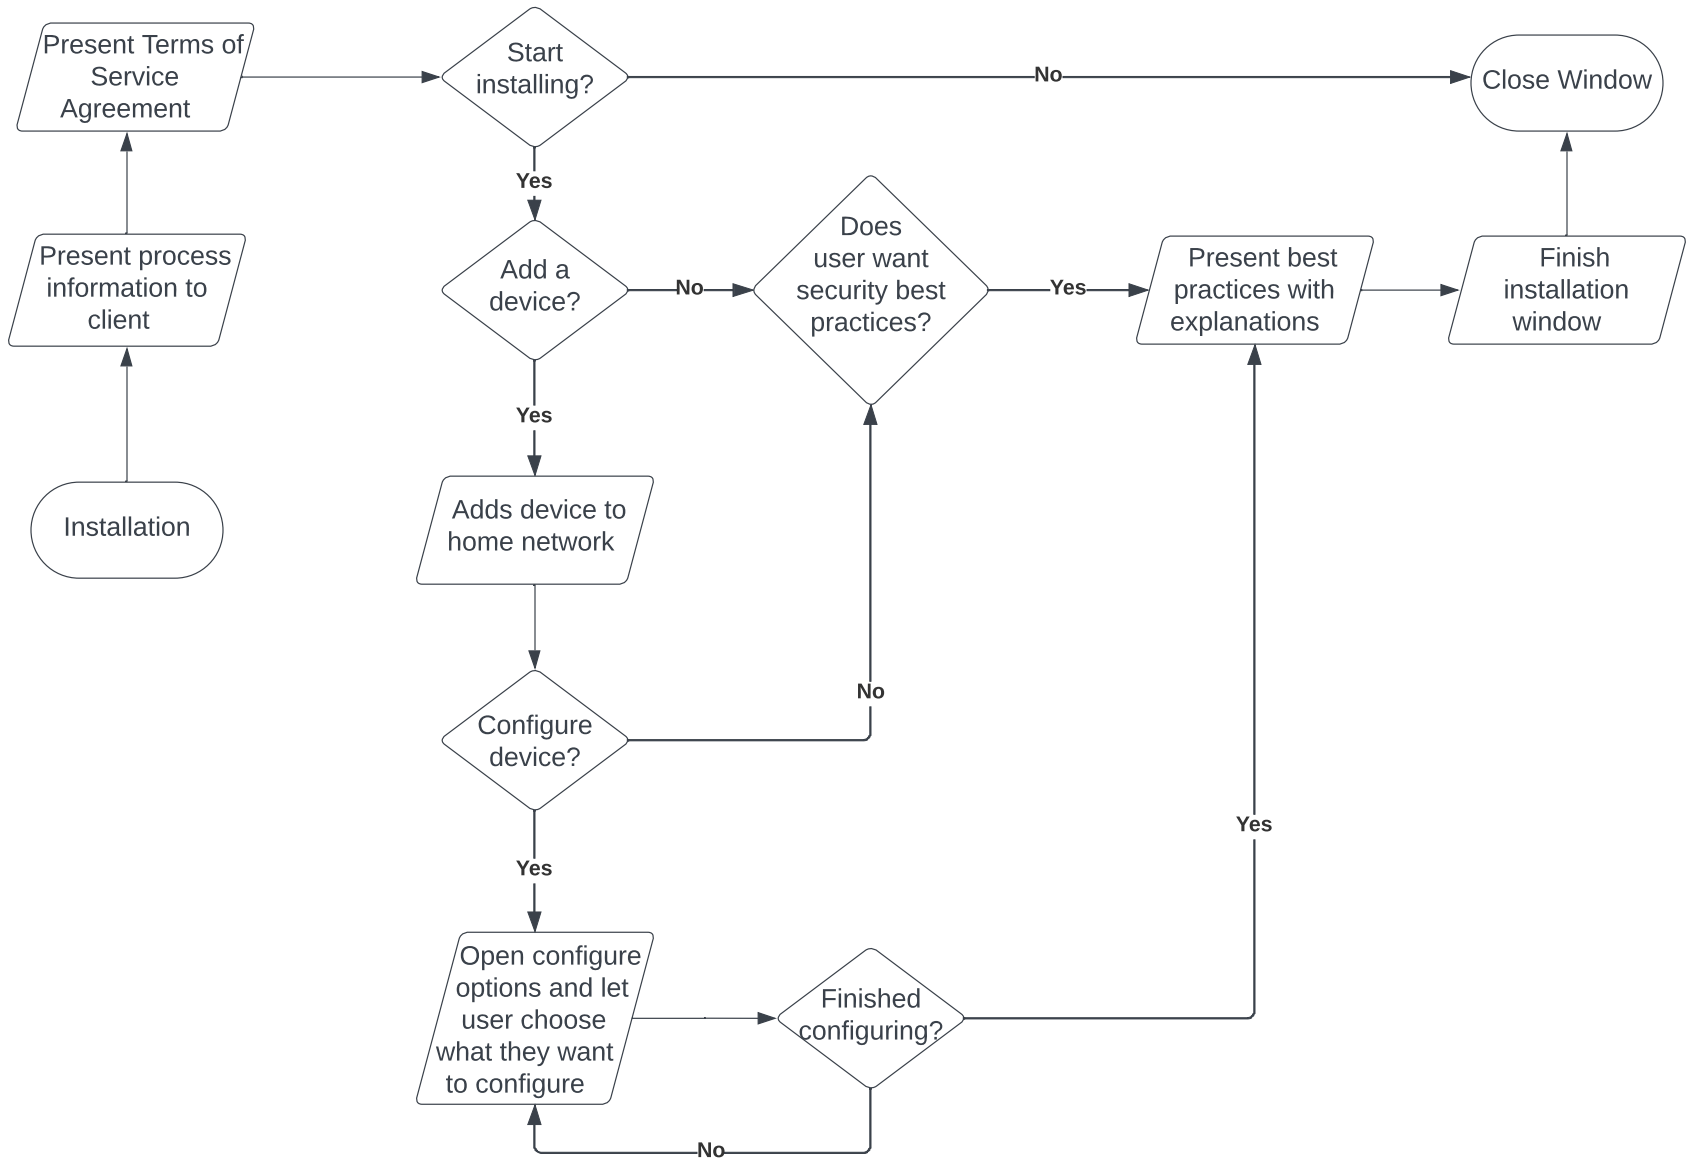 Present Terms of
Service
Agreement
Start
installing?
No
Close Window
Yes
Present process
information to
client
Add a
device?
No
Does
user want
security best
practices?
Yes
Present best
practices with
explanations
Finish
installation
window
Yes
Installation
Adds device to
home network
No
Configure
device?
Yes
Yes
Open configure
options and let
user choose
what they want
to configure
Finished
configuring?
No